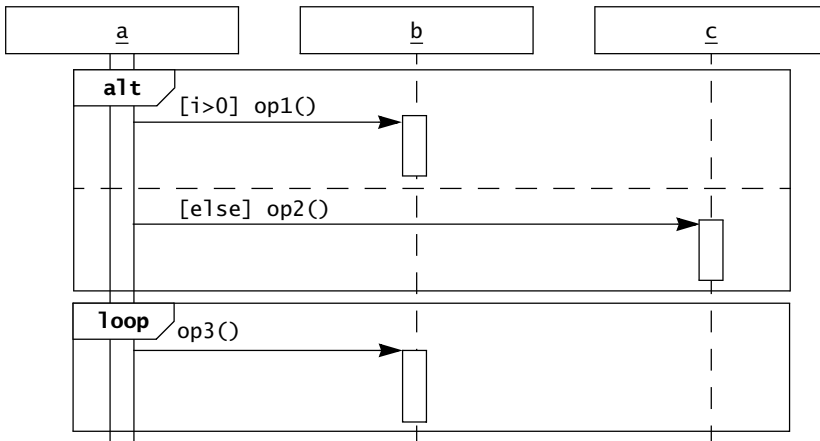 a
b
c
alt
[i>0] op1()
[else] op2()
loop
op3()